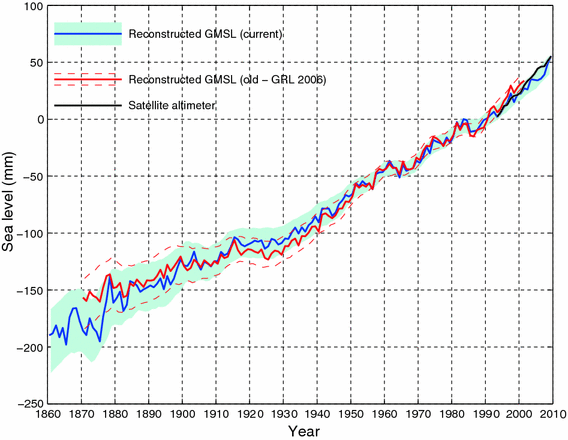 100
50
0
−50
−100
−150
−200
−250
Sea level (mm)
Reconstructed GMSL (current)
Reconstructed GMSL (old − GRL 2006)
Satellite altimeter
1860 1870 1880 1890 1900 1910 1920 1930 1940 1950 1960 1970 1980 1990 2000 2010
Year